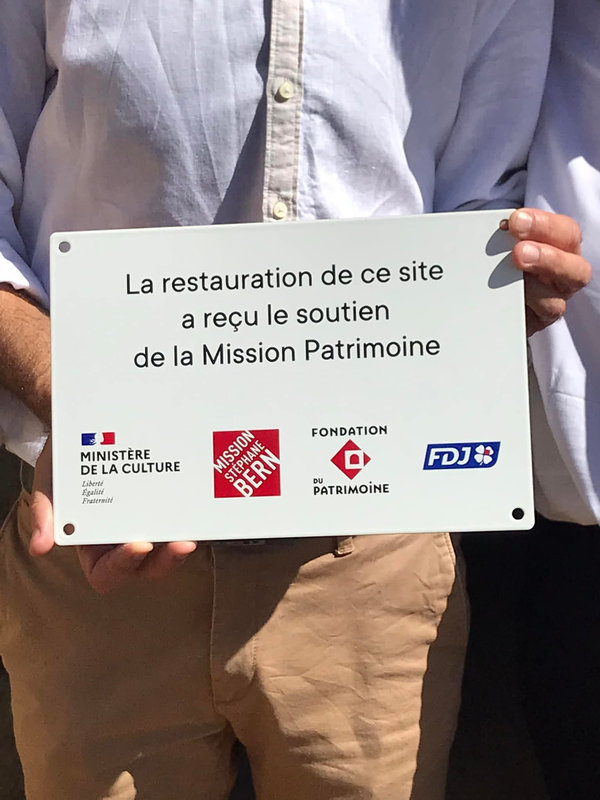 La restauration de ce site
a reçu le soutien
de la Mission Patrimoine
MINISTÈRE
DE LA CULTURE
Liberté
Égalité
Fraternité
MISSION
STÉPHANE
BERN
FONDATION
DU
PATRIMOINE
FDJ